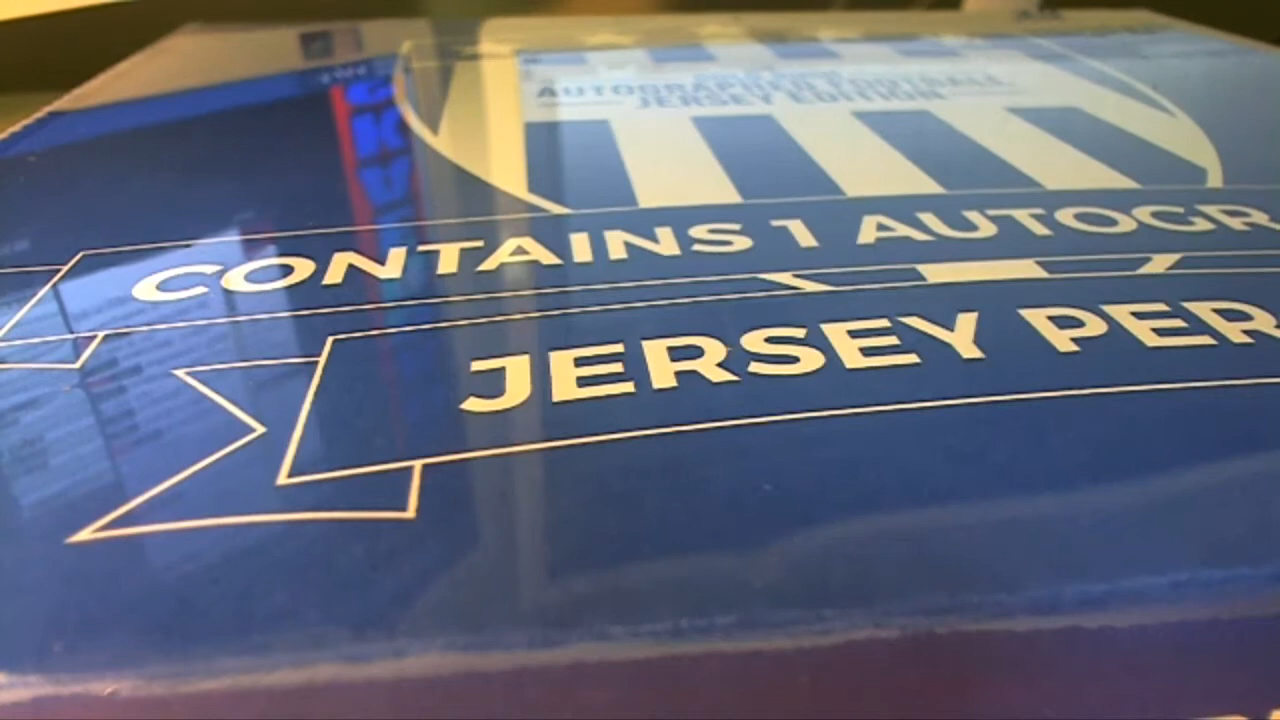 AUTOGRAPHED FOOTBALL
JERSEY EDITION
CONTAINS 1 AUTOGR
JERSEY PER